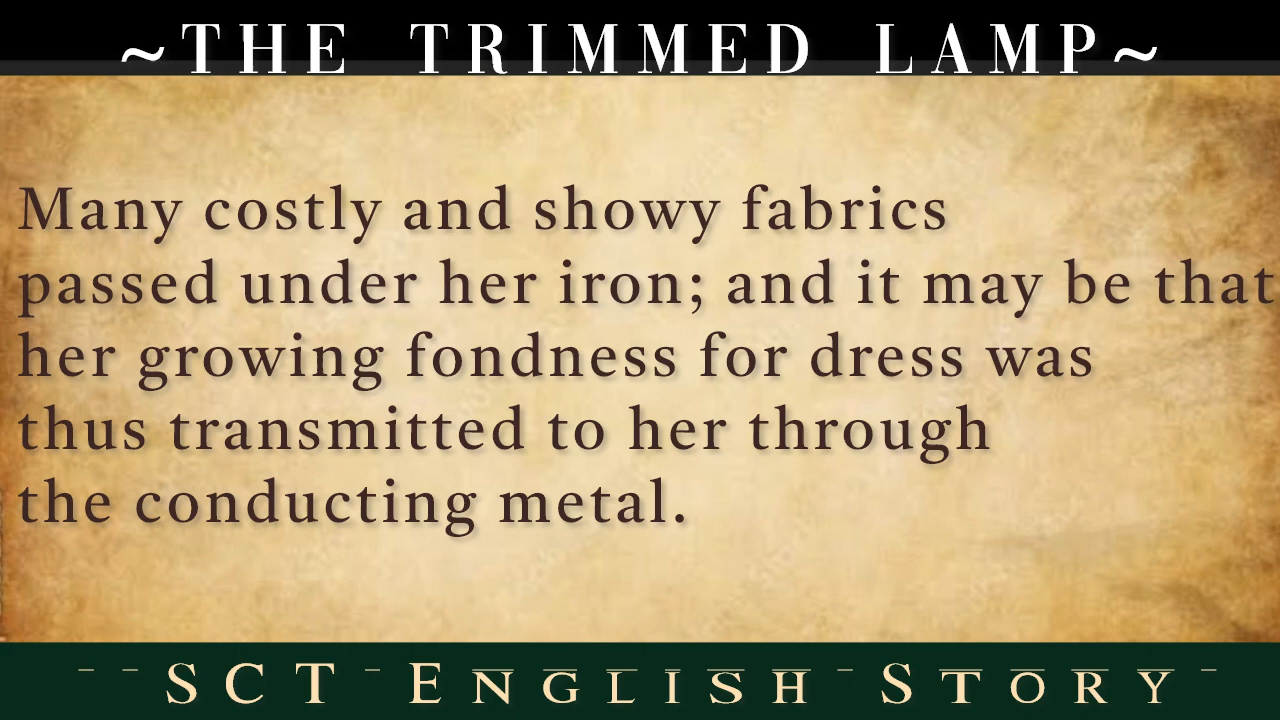 ~THE TRIMMED LAMP~
Many costly and showy fabrics
passed under her iron; and it may be that
her growing fondness for dress was
thus transmitted to her through
the conducting metal.
SCT English Story